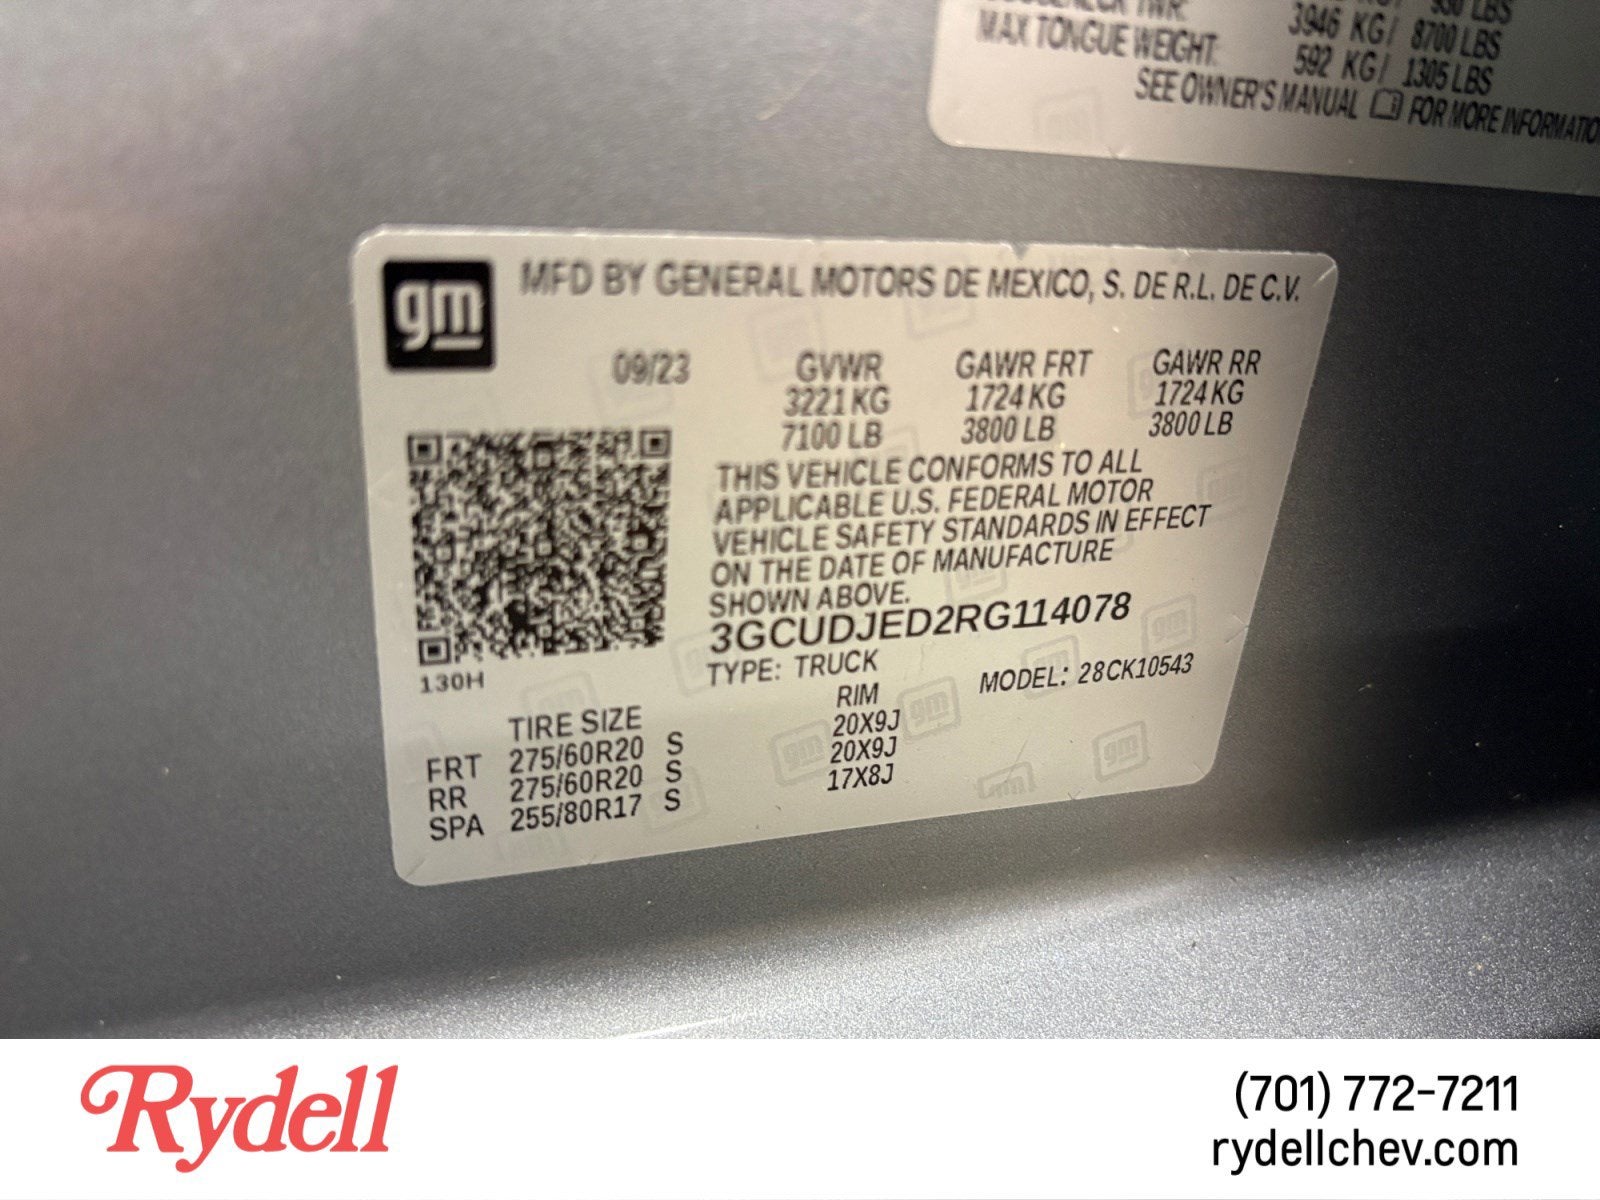 930 LBS
3946 KG/ 8700 LBS
MAX TONGUE WEIGHT: 592 KG/ 1305 LBS
SEE OWNER'S MANUAL FOR MORE INFORMATIO
gm MFD BY GENERAL MOTORS DE MEXICO, S. DE R.L. DE C.V.
09/23 GVWR GAWR FRT GAWR RR
3221 KG 1724 KG 1724 KG
7100 LB 3800 LB 3800 LB
THIS VEHICLE CONFORMS TO ALL
APPLICABLE U.S. FEDERAL MOTOR
VEHICLE SAFETY STANDARDS IN EFFECT
ON THE DATE OF MANUFACTURE
SHOWN ABOVE.
3GCUDJED2RG114078
TYPE: TRUCK MODEL: 28CK10543
130H
TIRE SIZE RIM
FRT 275/60R20 S 20X9J
RR 275/60R20 S 20X9J
SPA 255/80R17 S 17X8J
Rydell
(701) 772-7211
rydellchev.com